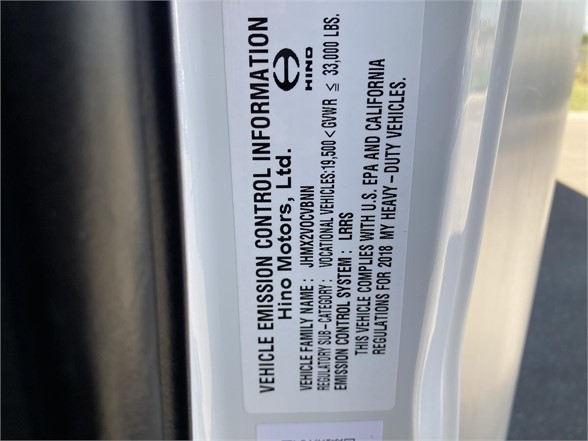 VEHICLE EMISSION CONTROL INFORMATION
Hino Motors, Ltd.
HINO
VEHICLE FAMILY NAME : JHMX2VOCVBMN
REGULATORY SUB-CATEGORY : VOCATIONAL VEHICLES:19,500 < GVWR ≤ 33,000 LBS.
EMISSION CONTROL SYSTEM : LRRS
THIS VEHICLE COMPLIES WITH U.S. EPA AND CALIFORNIA
REGULATIONS FOR 2018 MY HEAVY-DUTY VEHICLES.